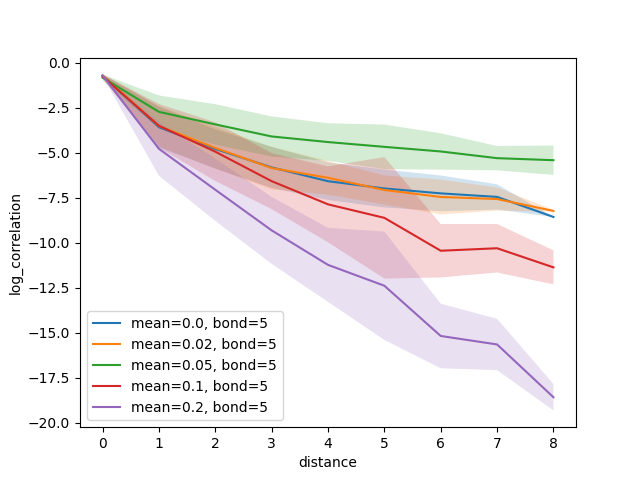 0.0
−2.5
−5.0
−7.5
−10.0
−12.5
−15.0
−17.5
−20.0
log_correlation
mean=0.0, bond=5
mean=0.02, bond=5
mean=0.05, bond=5
mean=0.1, bond=5
mean=0.2, bond=5
0 1 2 3 4 5 6 7 8
distance